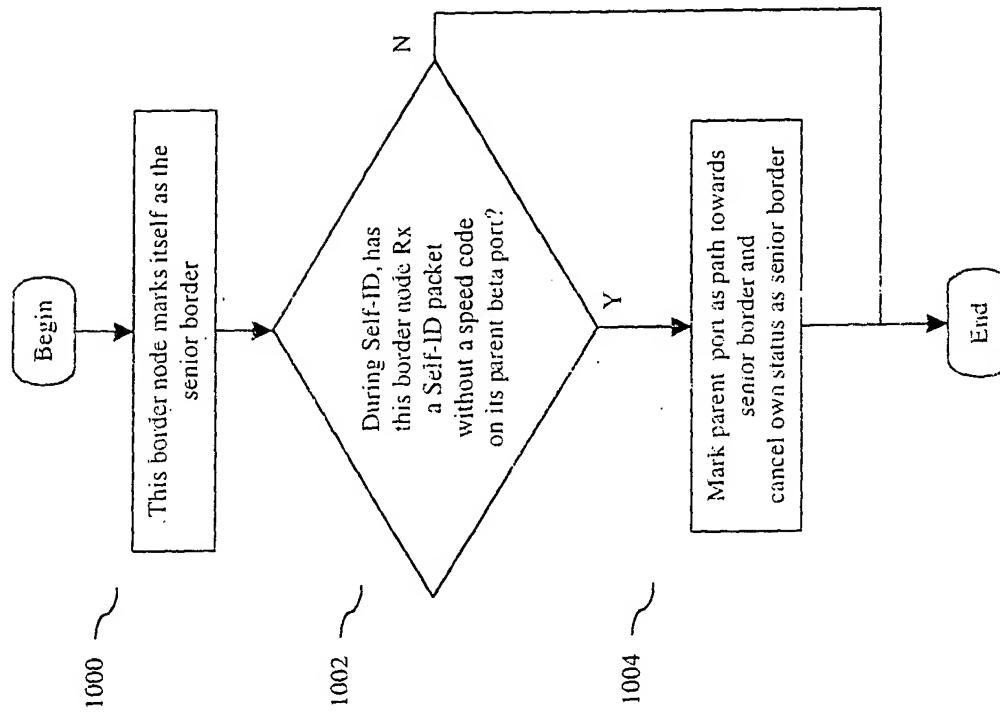 Begin
1000
.This border node marks itself as the
senior border
1002
During Self-ID, has
this border node Rx
a Self-ID packet
without a speed code
on its parent beta port?
N
Y
1004
Mark parent port as path towards
senior border and
cancel own status as senior border
End